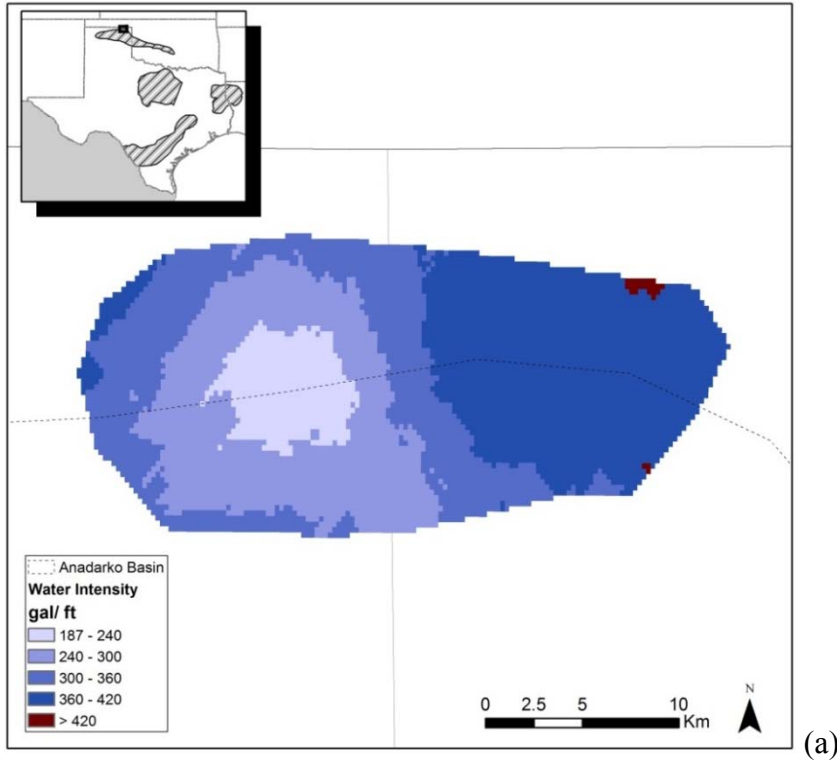 Anadarko Basin
Water Intensity
gal/ ft
187 - 240
240 - 300
300 - 360
360 - 420
> 420
0 2.5 5 10
Km
N
(a)